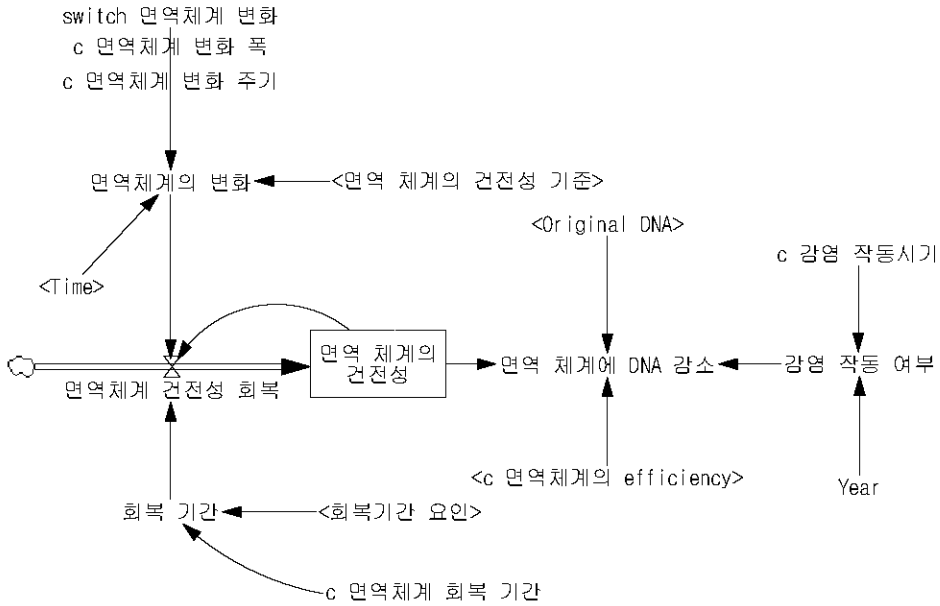 switch 면역체계 변화
c 면역체계 변화 폭
c 면역체계 변화 주기
면역체계의 변화
<면역 체계의 건전성 기준>
<Original DNA>
c 감염 작동시기
<Time>
면역 체계의
건전성
면역 체계에 DNA 감소
감염 작동 여부
면역체계 건전성 회복
<c 면역체계의 efficiency>
Year
회복 기간
<회복기간 요인>
c 면역체계 회복 기간